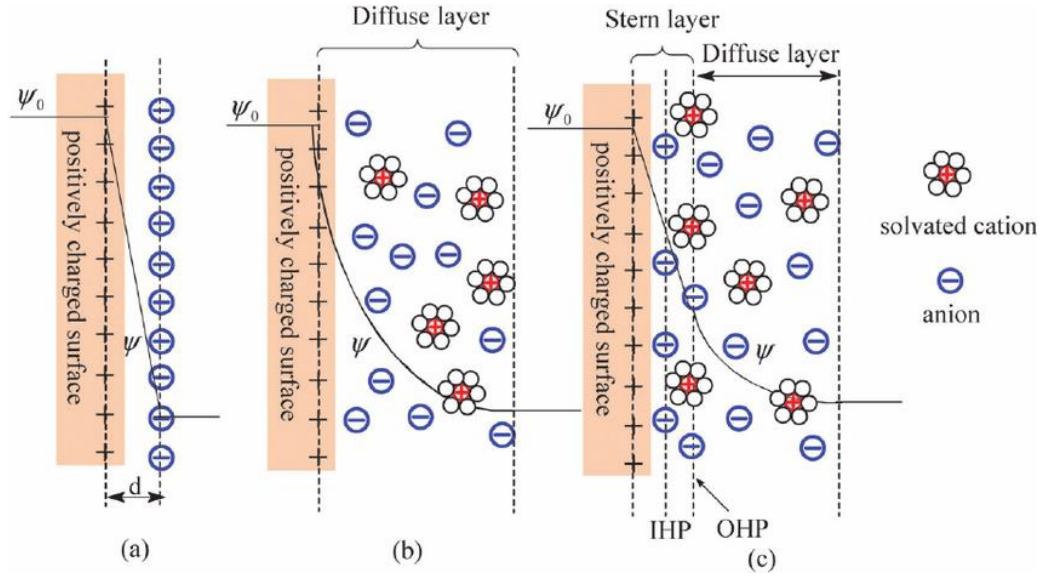 Diffuse layer
Stern layer
Diffuse layer
ψ₀
positively charged surface
ψ
d
(a)
ψ₀
positively charged surface
ψ
(b)
ψ₀
positively charged surface
ψ
IHP
OHP
(c)
solvated cation
anion